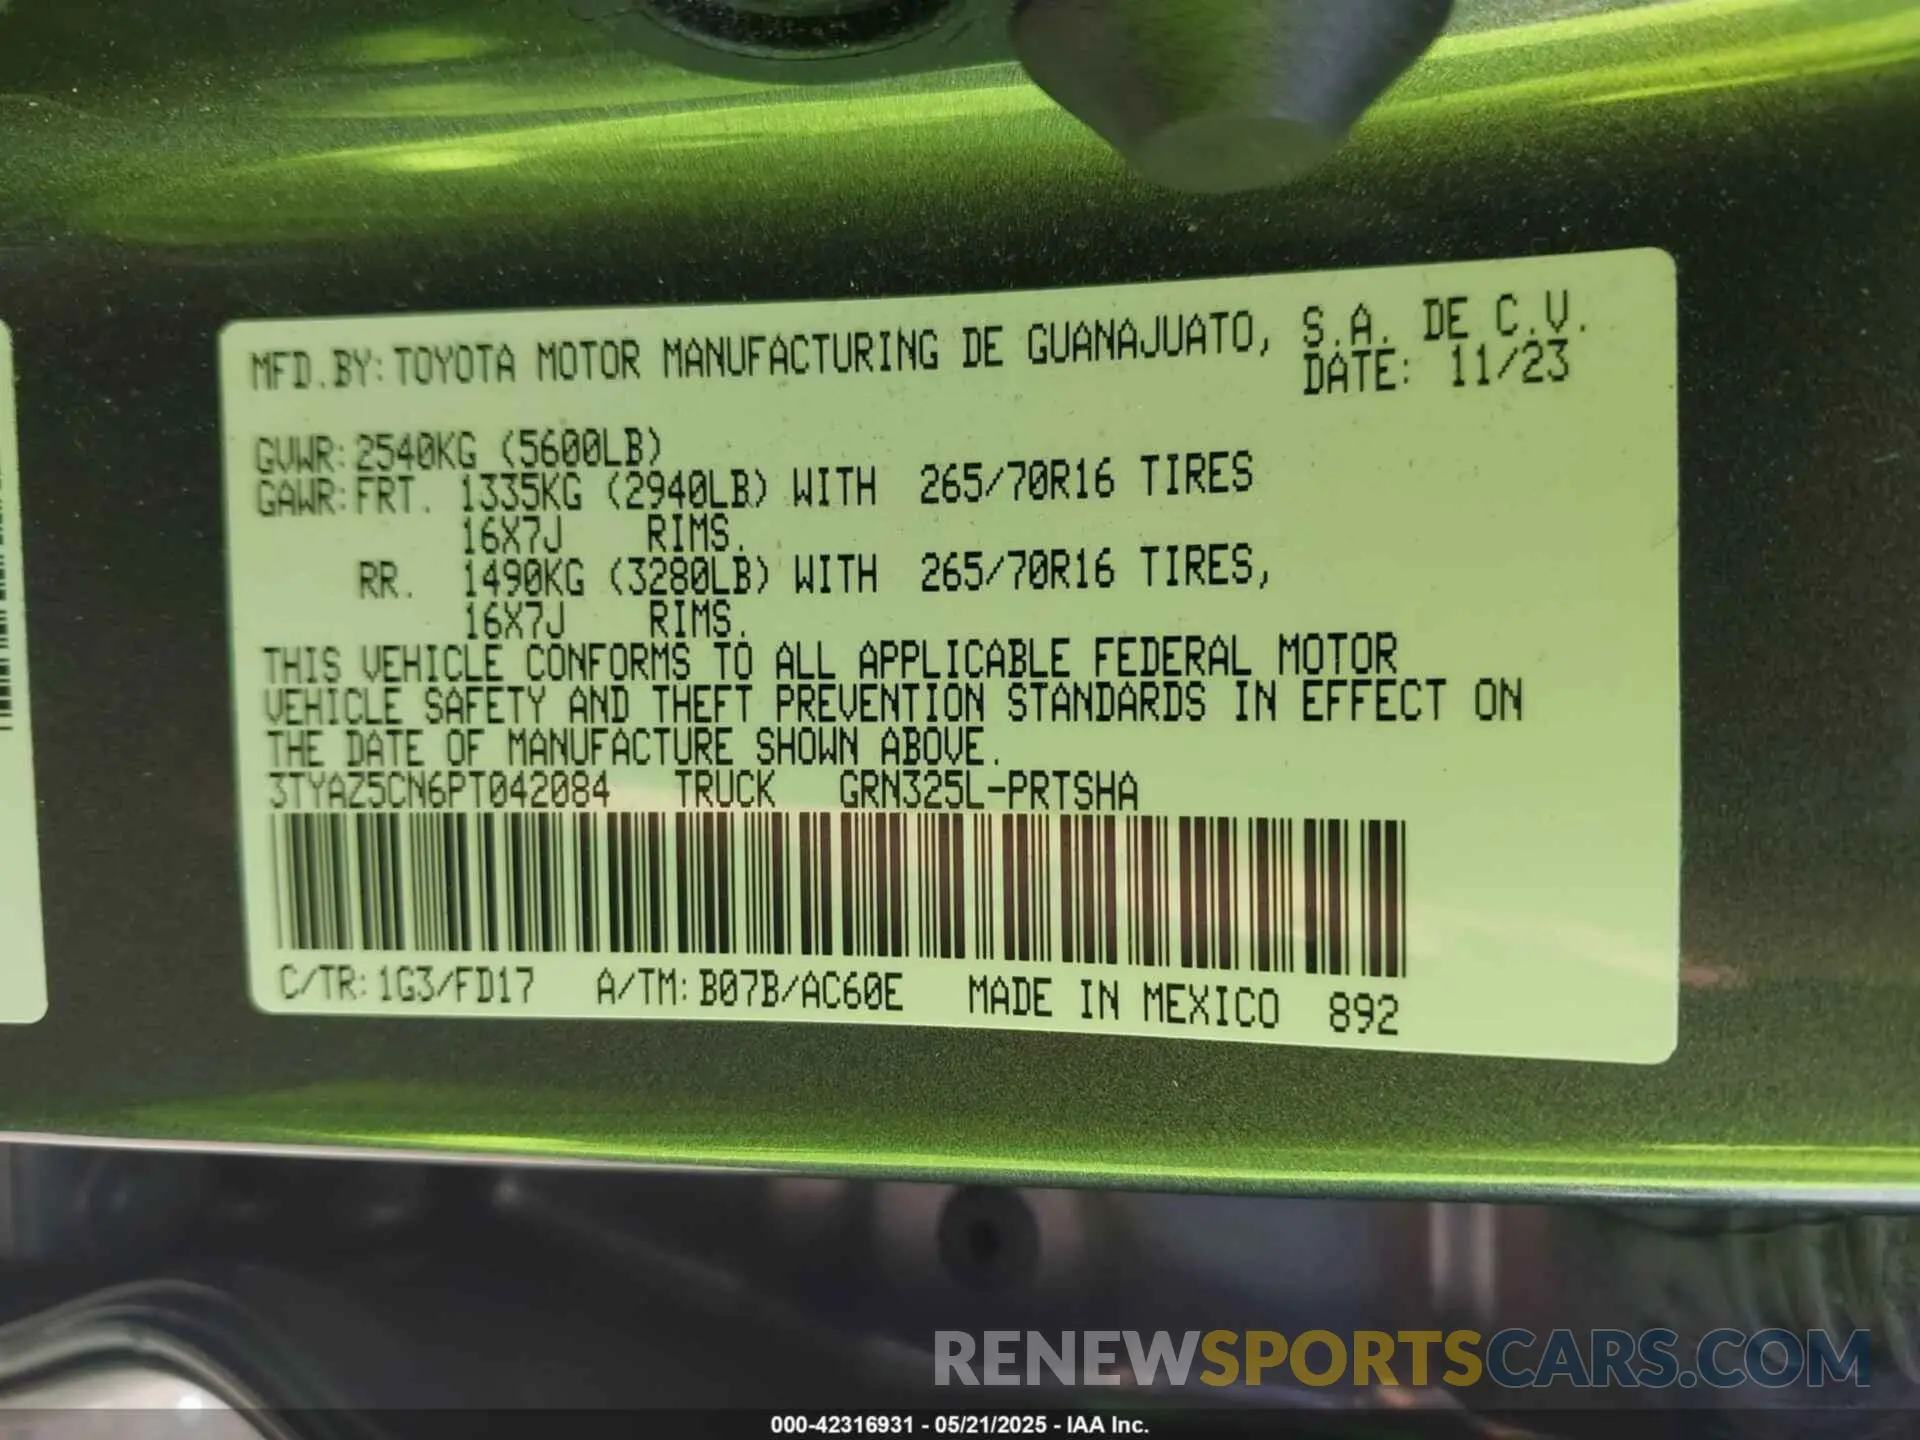 MFD.BY:TOYOTA MOTOR MANUFACTURING DE GUANAJUATO, S.A. DE C.V.
DATE: 11/23
GVWR:2540KG (5600LB)
GAWR:FRT. 1335KG (2940LB) WITH 265/70R16 TIRES
16X7J RIMS.
RR. 1490KG (3280LB) WITH 265/70R16 TIRES,
16X7J RIMS.
THIS VEHICLE CONFORMS TO ALL APPLICABLE FEDERAL MOTOR
VEHICLE SAFETY AND THEFT PREVENTION STANDARDS IN EFFECT ON
THE DATE OF MANUFACTURE SHOWN ABOVE.
3TYAZ5CN6PT042084 TRUCK GRN325L-PRTSHA
C/TR:1G3/FD17 A/TM:B07B/AC60E MADE IN MEXICO 892
RENEWSPORTSCARS.COM
000-42316931 - 05/21/2025 - IAA Inc.